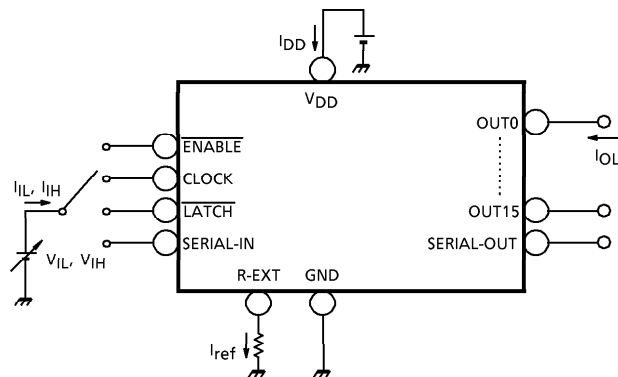 IDD
VDD
OUT0
IOL
ENABLE
CLOCK
IIL, IIH
LATCH
OUT15
SERIAL-IN
SERIAL-OUT
VIL, VIH
R-EXT GND
Iref